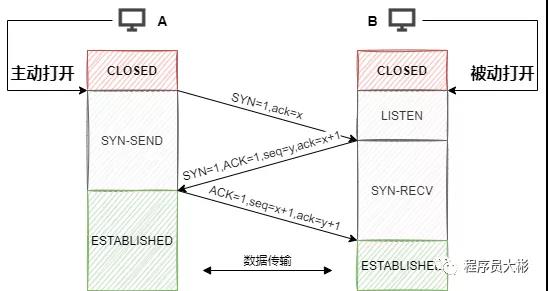 A
B
主动打开
被动打开
CLOSED
CLOSED
SYN=1,ack=x
LISTEN
SYN-SEND
SYN=1,ACK=1,seq=y,ack=x+1
SYN-RECV
ACK=1,seq=x+1,ack=y+1
ESTABLISHED
数据传输
ESTABLISHE
程序员大彬